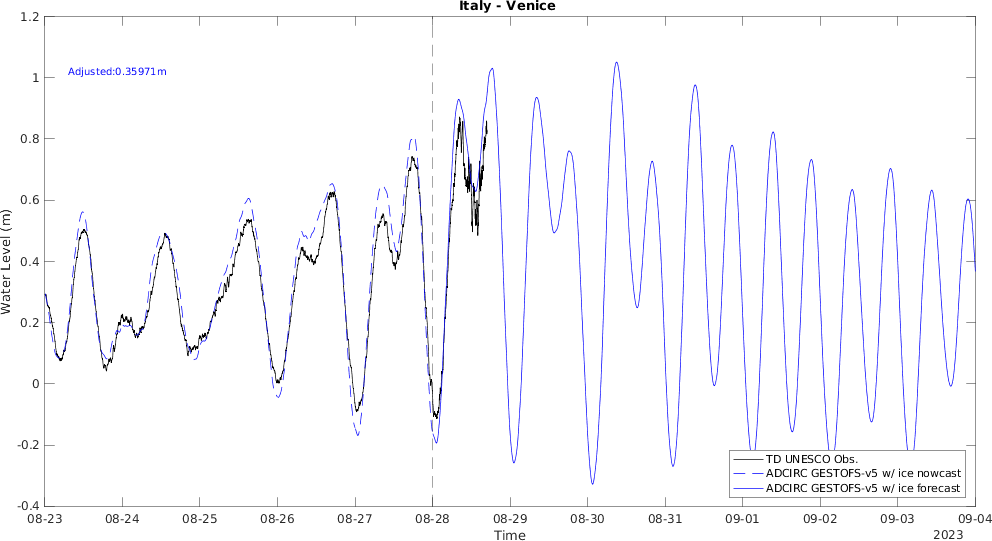 Italy - Venice
Adjusted:0.35971m
Water Level (m)
1.2
1
0.8
0.6
0.4
0.2
0
-0.2
-0.4
TD UNESCO Obs.
ADCIRC GESTOFS-v5 w/ ice nowcast
ADCIRC GESTOFS-v5 w/ ice forecast
08-23 08-24 08-25 08-26 08-27 08-28 08-29 08-30 08-31 09-01 09-02 09-03 09-04
Time
2023